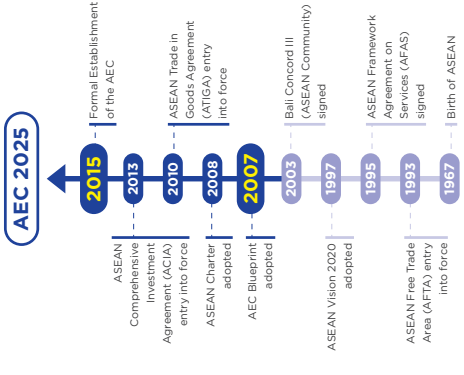 AEC 2025
2015
Formal Establishment
of the AEC
2013
ASEAN
Comprehensive
Investment
Agreement (ACIA)
entry into force
2010
ASEAN Trade in
Goods Agreement
(ATIGA) entry
into force
2008
ASEAN Charter
adopted
2007
AEC Blueprint
adopted
2003
Bali Concord III
(ASEAN Community)
signed
1997
ASEAN Vision 2020
adopted
1995
ASEAN Framework
Agreement on
Services (AFAS)
signed
1993
ASEAN Free Trade
Area (AFTA) entry
into force
1967
Birth of ASEAN